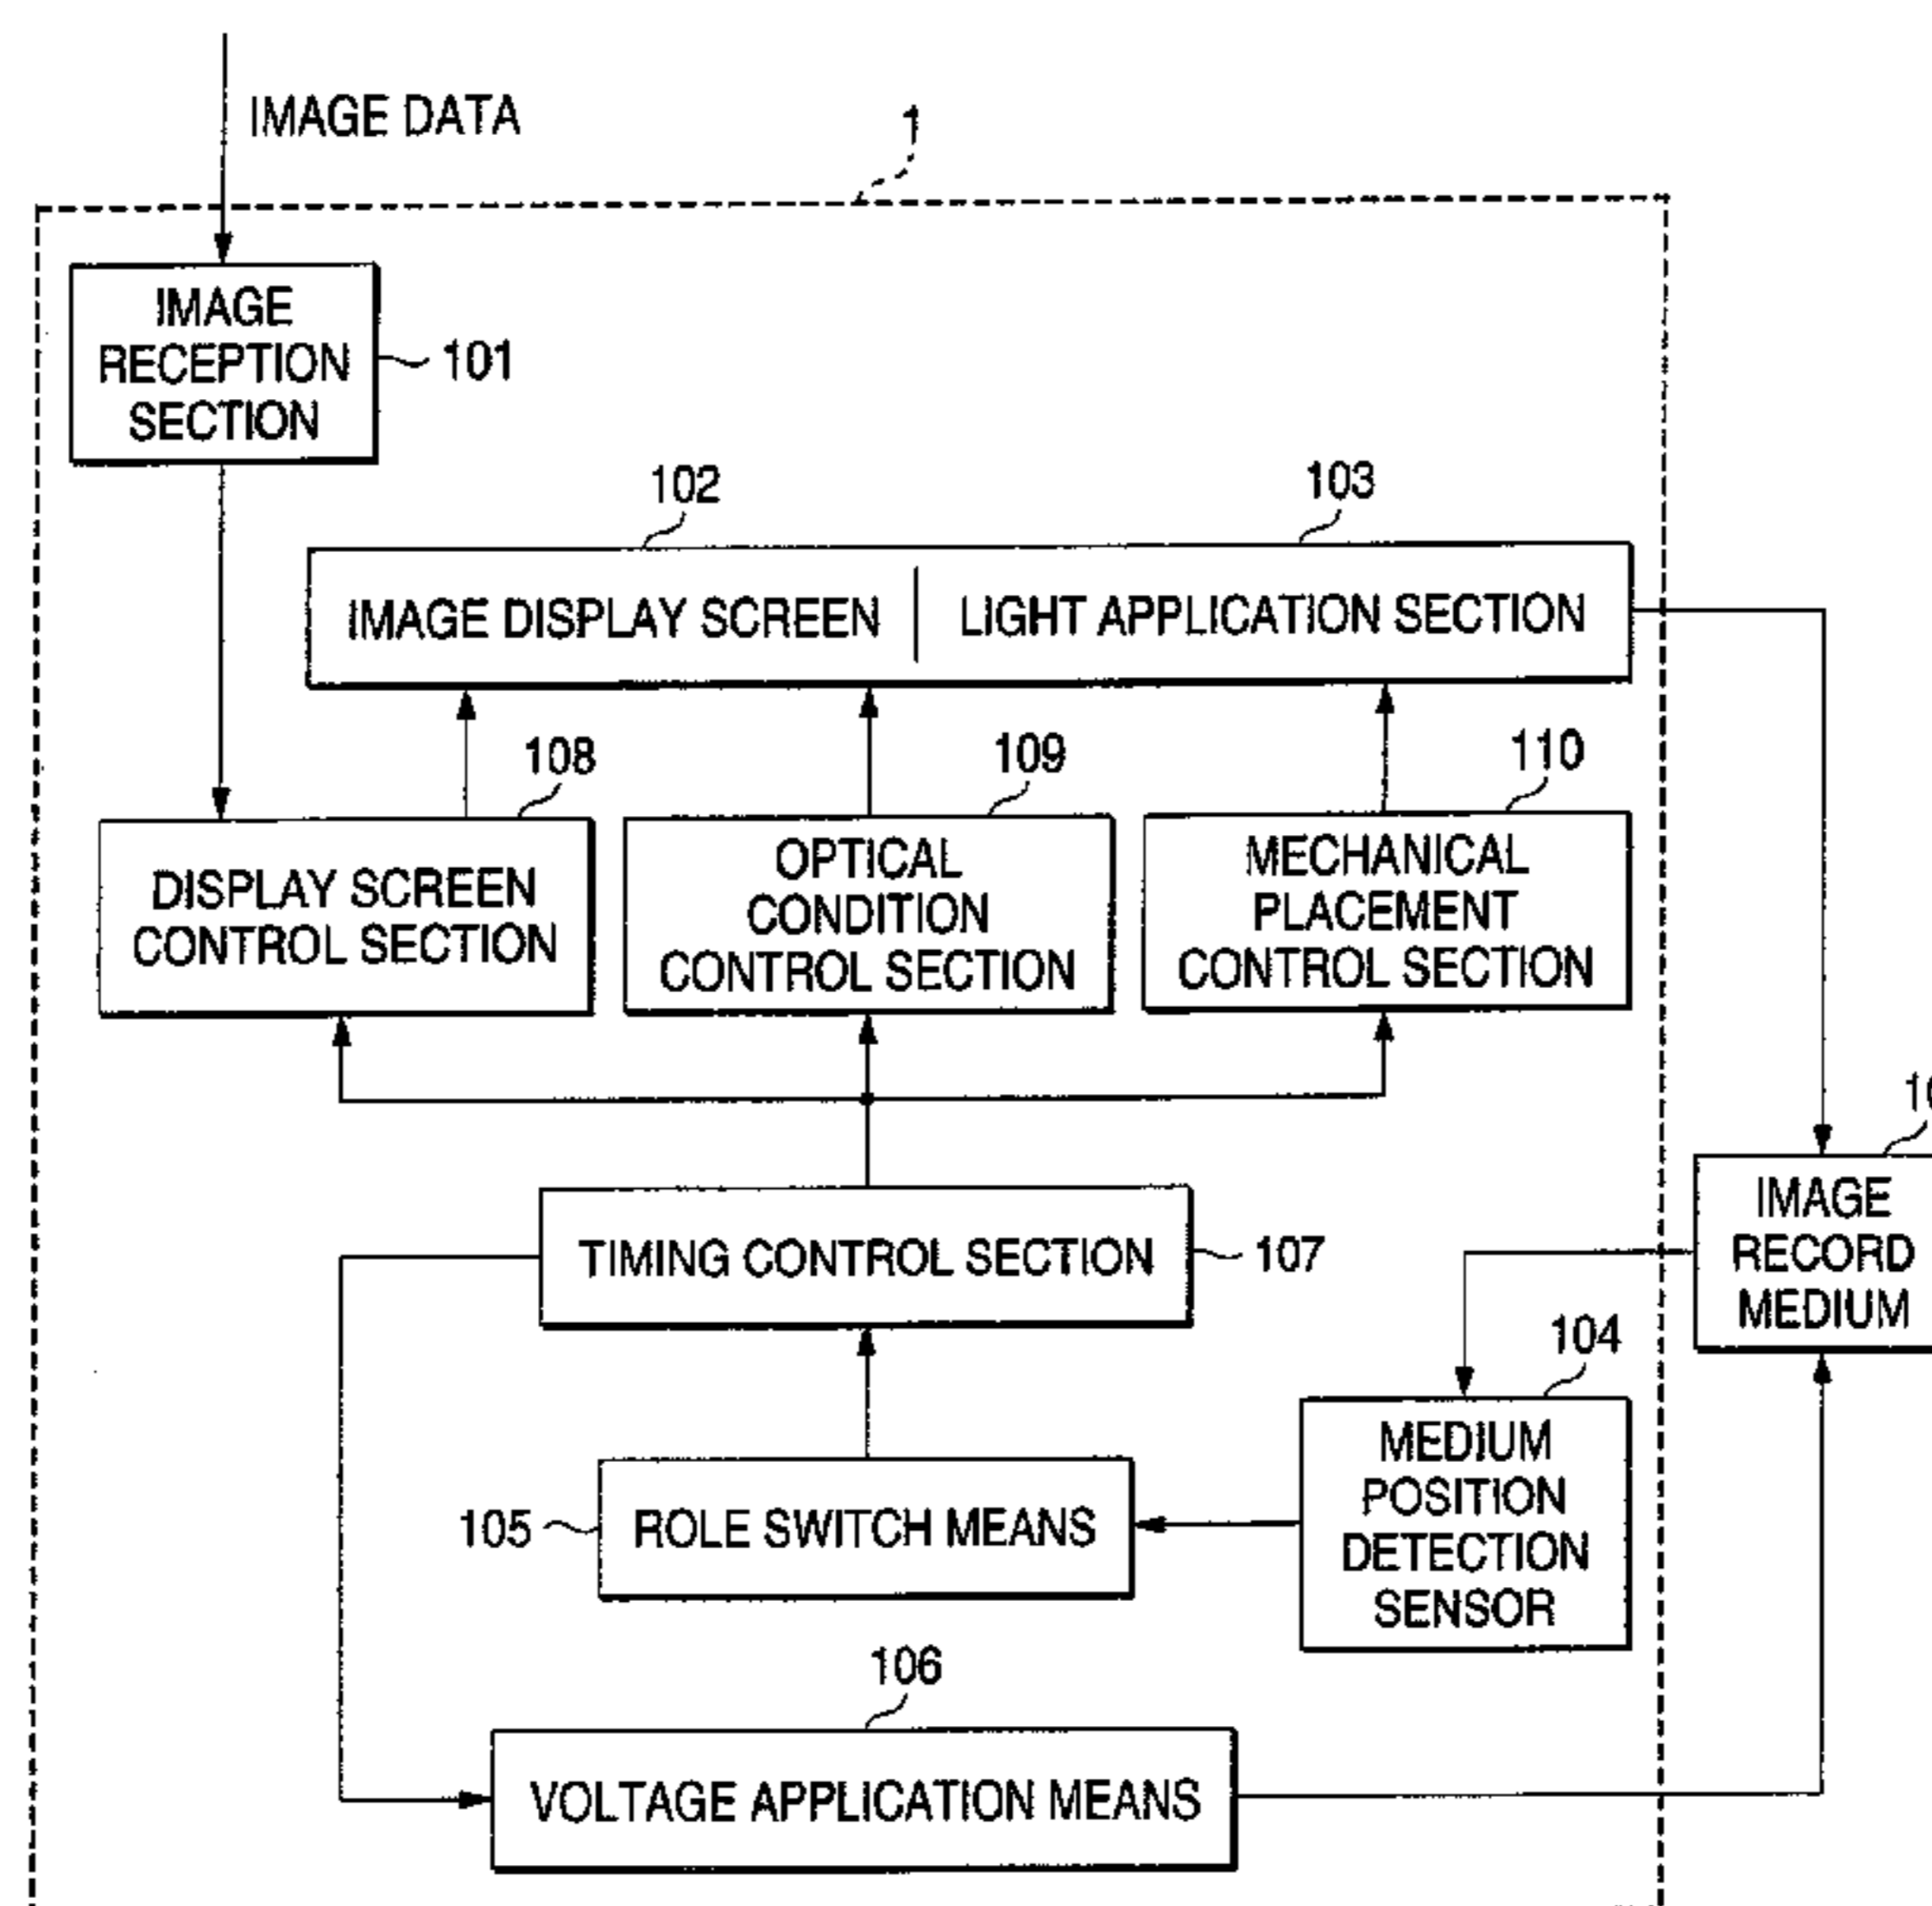 IMAGE DATA
1
IMAGE
RECEPTION
SECTION
101
102
103
IMAGE DISPLAY SCREEN
LIGHT APPLICATION SECTION
108
109
110
DISPLAY SCREEN
CONTROL SECTION
OPTICAL
CONDITION
CONTROL SECTION
MECHANICAL
PLACEMENT
CONTROL SECTION
IMAGE
RECORD
MEDIUM
TIMING CONTROL SECTION
107
104
MEDIUM
POSITION
DETECTION
SENSOR
105
ROLE SWITCH MEANS
106
VOLTAGE APPLICATION MEANS